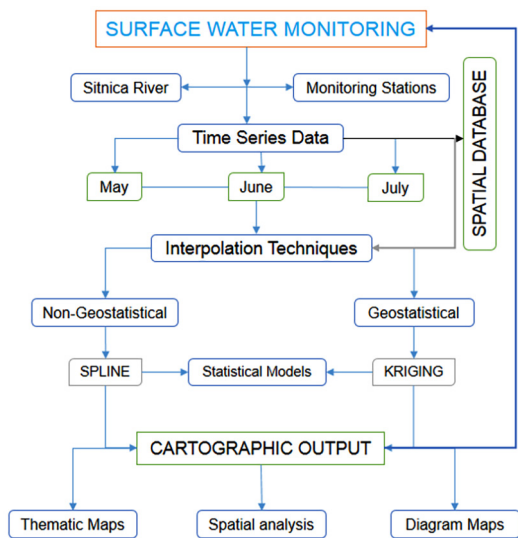 SURFACE WATER MONITORING
Sitnica River
Monitoring Stations
Time Series Data
SPATIAL DATABASE
May
June
July
Interpolation Techniques
Non-Geostatistical
Geostatistical
SPLINE
Statistical Models
KRIGING
CARTOGRAPHIC OUTPUT
Thematic Maps
Spatial analysis
Diagram Maps